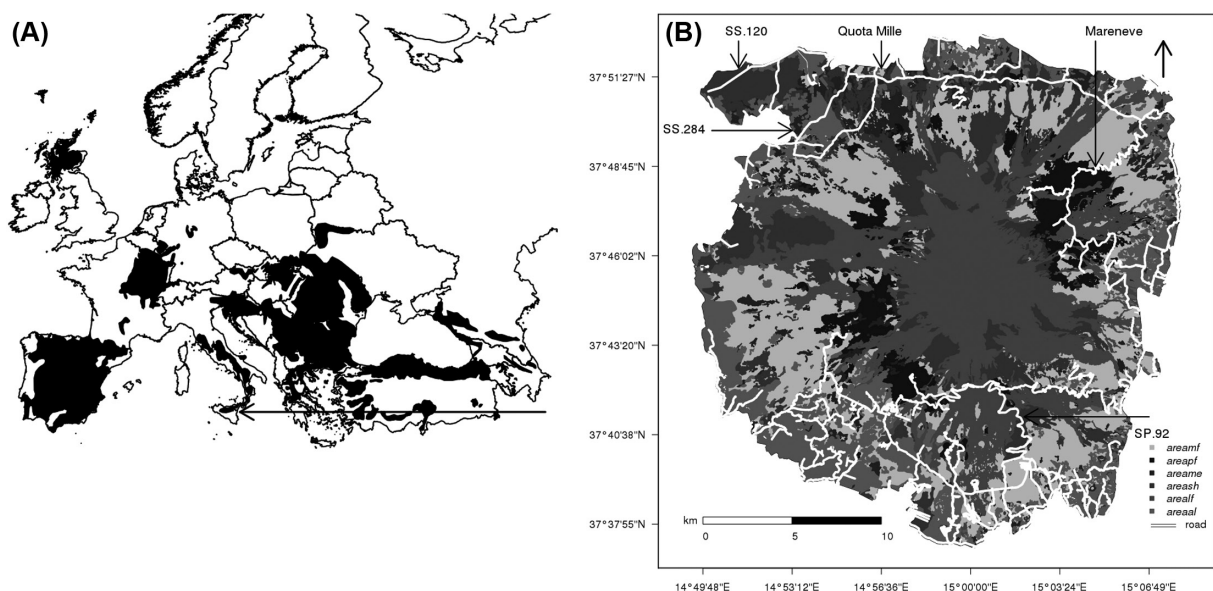 (A)
(B)
SS.120
Quota Mille
Mareneve
37°51'27"N
SS.284
37°48'45"N
37°46'02"N
37°43'20"N
37°40'38"N
SP.92
areamf
areapf
areame
areash
arealf
areaal
road
37°37'55"N
km
0
5
10
14°49'48"E
14°53'12"E
14°56'36"E
15°00'00"E
15°03'24"E
15°06'49"E